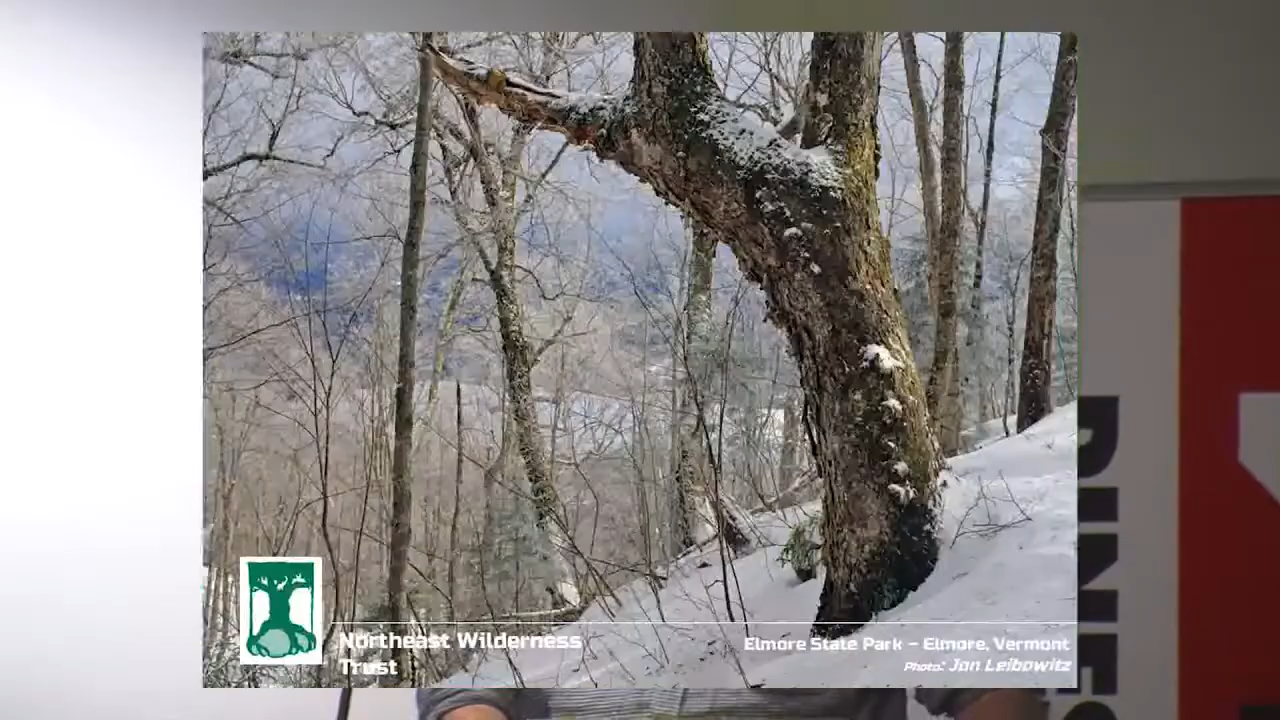 Northeast Wilderness
Trust
Elmore State Park – Elmore, Vermont
Photo: Jon Leibowitz